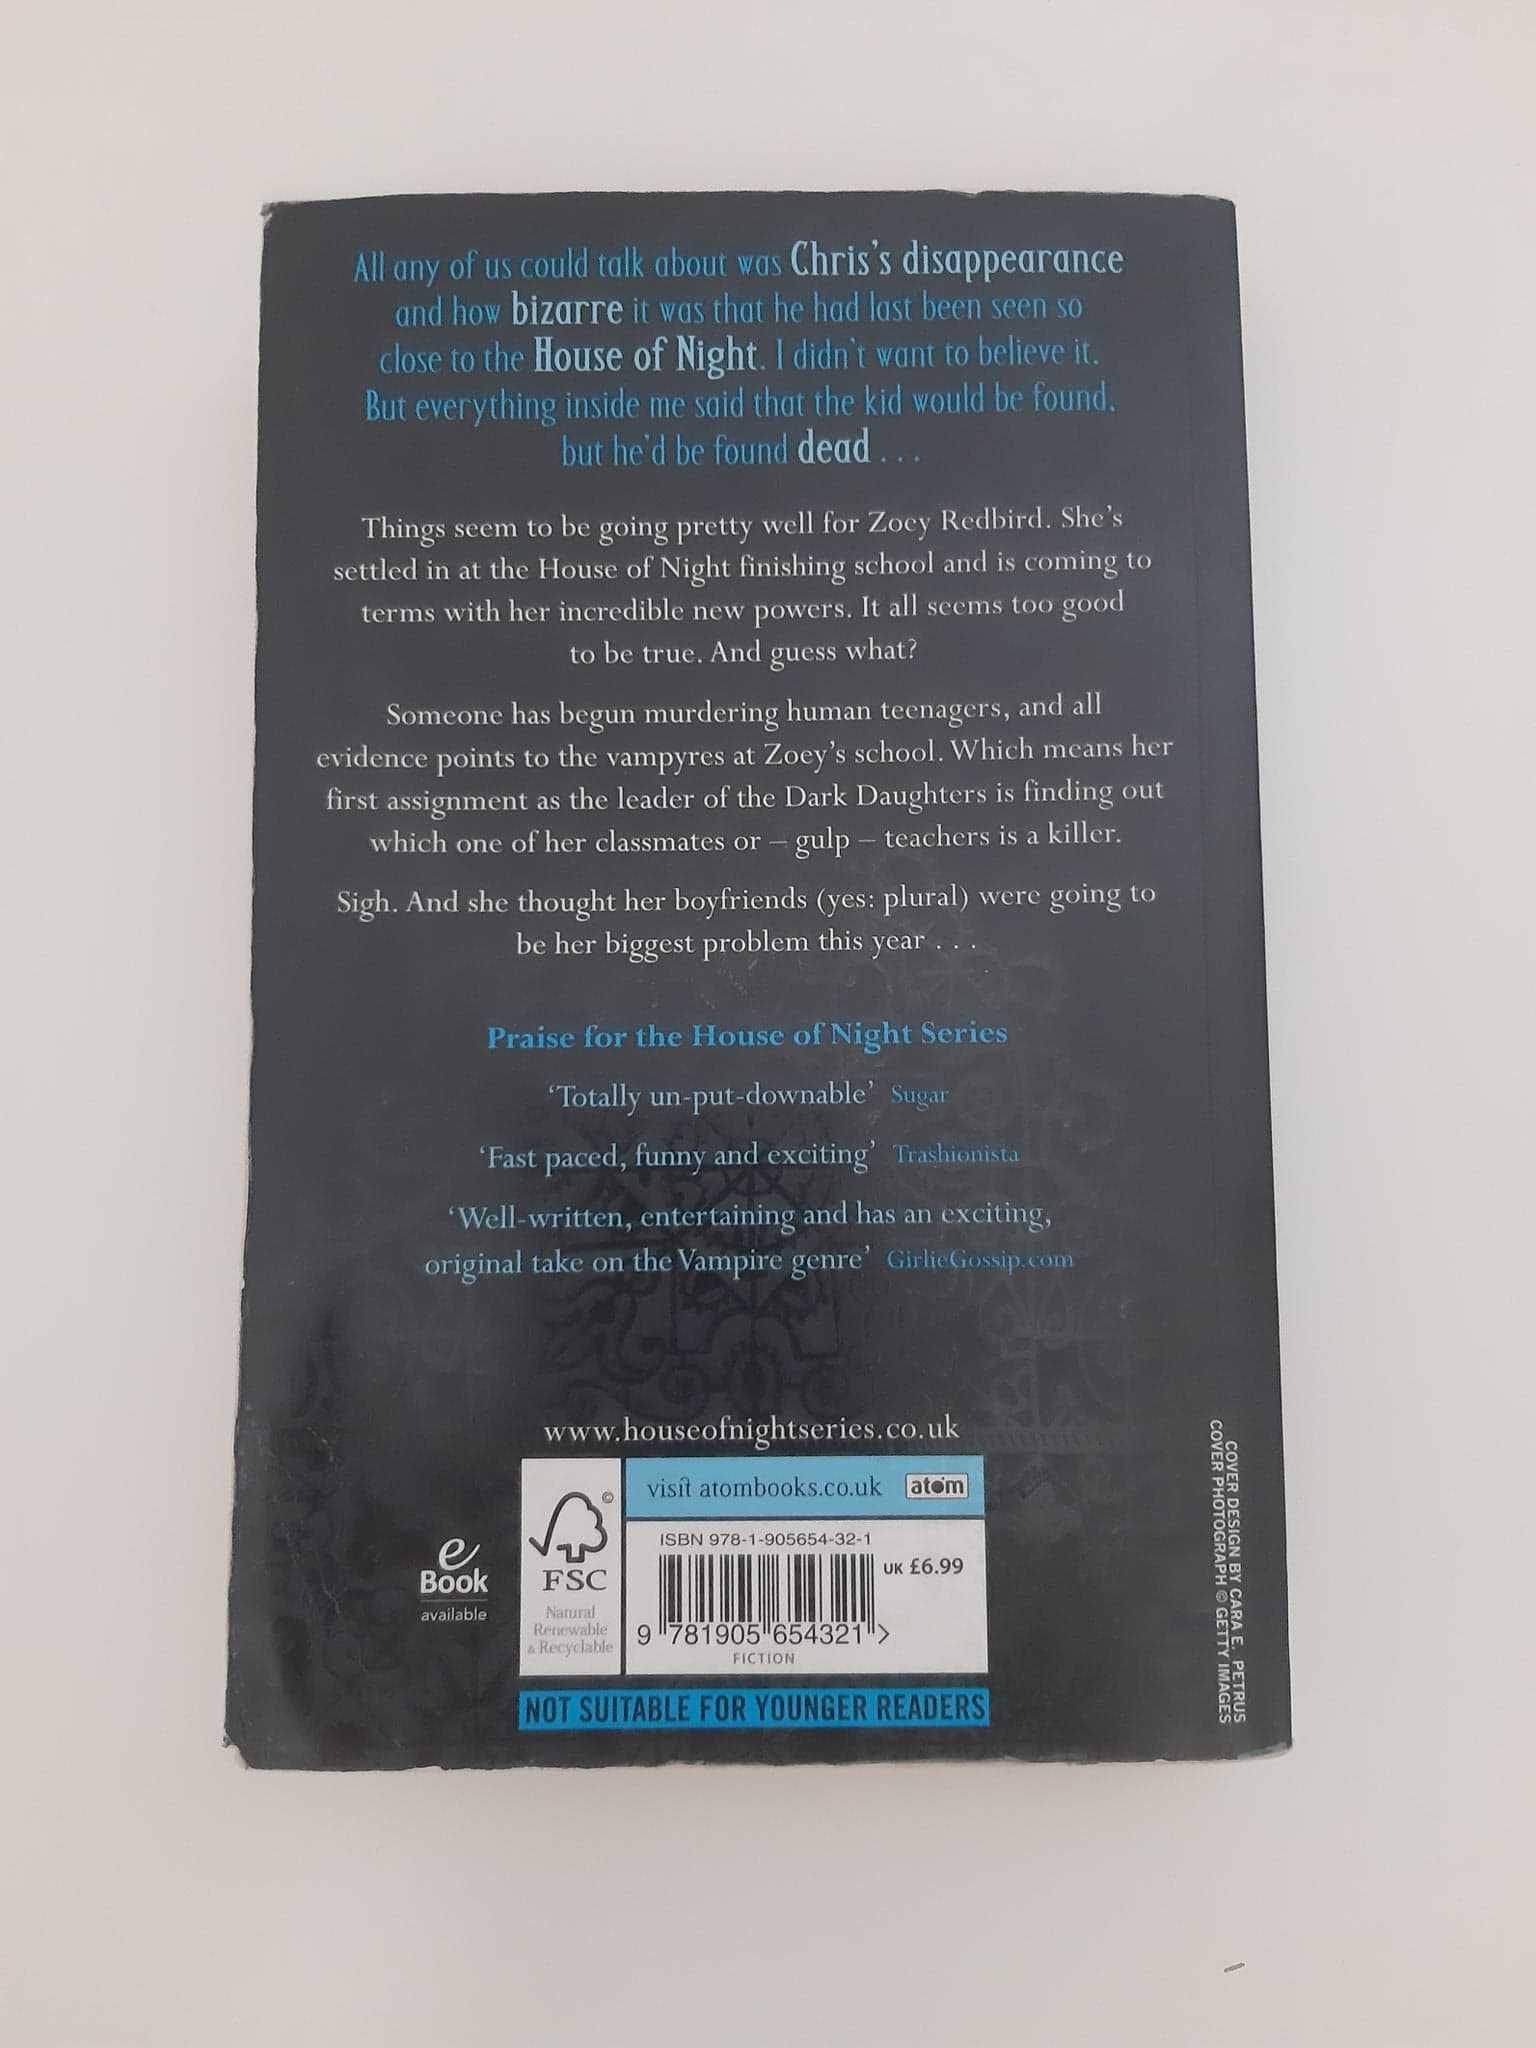 All any of us could talk about was Chris's disappearance
and how bizarre it was that he had last been seen so
close to the House of Night. I didn't want to believe it.
But everything inside me said that the kid would be found,
but he'd be found dead . . .
Things seem to be going pretty well for Zoey Redbird. She's
settled in at the House of Night finishing school and is coming to
terms with her incredible new powers. It all seems too good
to be true. And guess what?
Someone has begun murdering human teenagers, and all
evidence points to the vampyres at Zoey's school. Which means her
first assignment as the leader of the Dark Daughters is finding out
which one of her classmates or – gulp – teachers is a killer.
Sigh. And she thought her boyfriends (yes: plural) were going to
be her biggest problem this year . . .
Praise for the House of Night Series
'Totally un-put-downable' Sugar
'Fast paced, funny and exciting' Trashionista
'Well-written, entertaining and has an exciting,
original take on the Vampire genre' GirlieGossip.com
www.houseofnightseries.co.uk
visit atombooks.co.uk atom
e
Book
available
©
FSC
Natural
Renewable
& Recyclable
ISBN 978-1-905654-32-1
UK £6.99
9 781905 654321 >
FICTION
NOT SUITABLE FOR YOUNGER READERS
COVER DESIGN BY CARA E. PETRUS
COVER PHOTOGRAPH © GETTY IMAGES